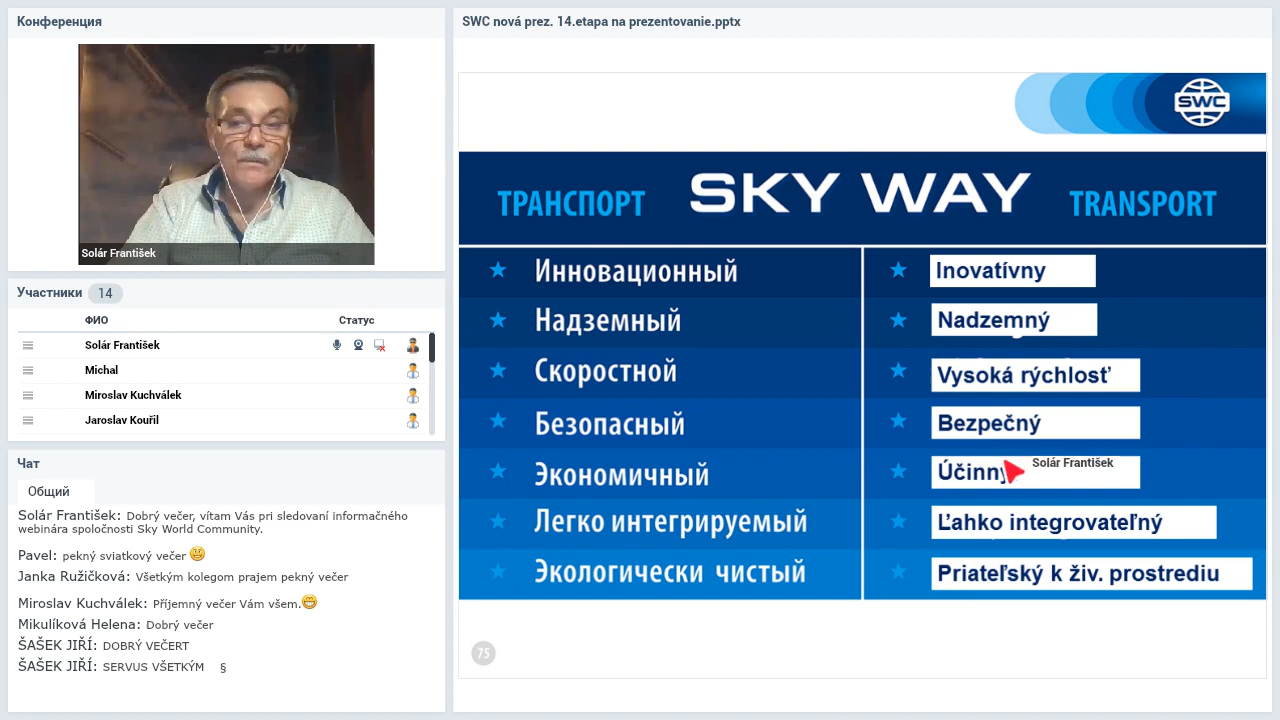 Конференция
Solár František
Участники 14
ФИО Статус
Solár František
Michal
Miroslav Kuchválek
Jaroslav Kouřil
Чат
Общий
Solár František: Dobrý večer, vítam Vás pri sledovaní informačného
webinára spoločnosti Sky World Community.
Pavel: pekný sviatkový večer
Janka Ružičková: Všetkým kolegom prajem pekný večer
Miroslav Kuchválek: Příjemný večer Vám všem.
Mikulíková Helena: Dobrý večer
ŠAŠEK JIŘÍ: DOBRÝ VEČERT
ŠAŠEK JIŘÍ: SERVUS VŠETKÝM §
SWC nová prez. 14.etapa na prezentovanie.pptx
SWC
ТРАНСПОРТ SKY WAY TRANSPORT
Инновационный Inovatívny
Надземный Nadzemný
Скоростной Vysoká rýchlosť
Безопасный Bezpečný
Экономичный Účinný Solár František
Легко интегрируемый Ľahko integrovateľný
Экологически чистый Priateľský k živ. prostrediu
75